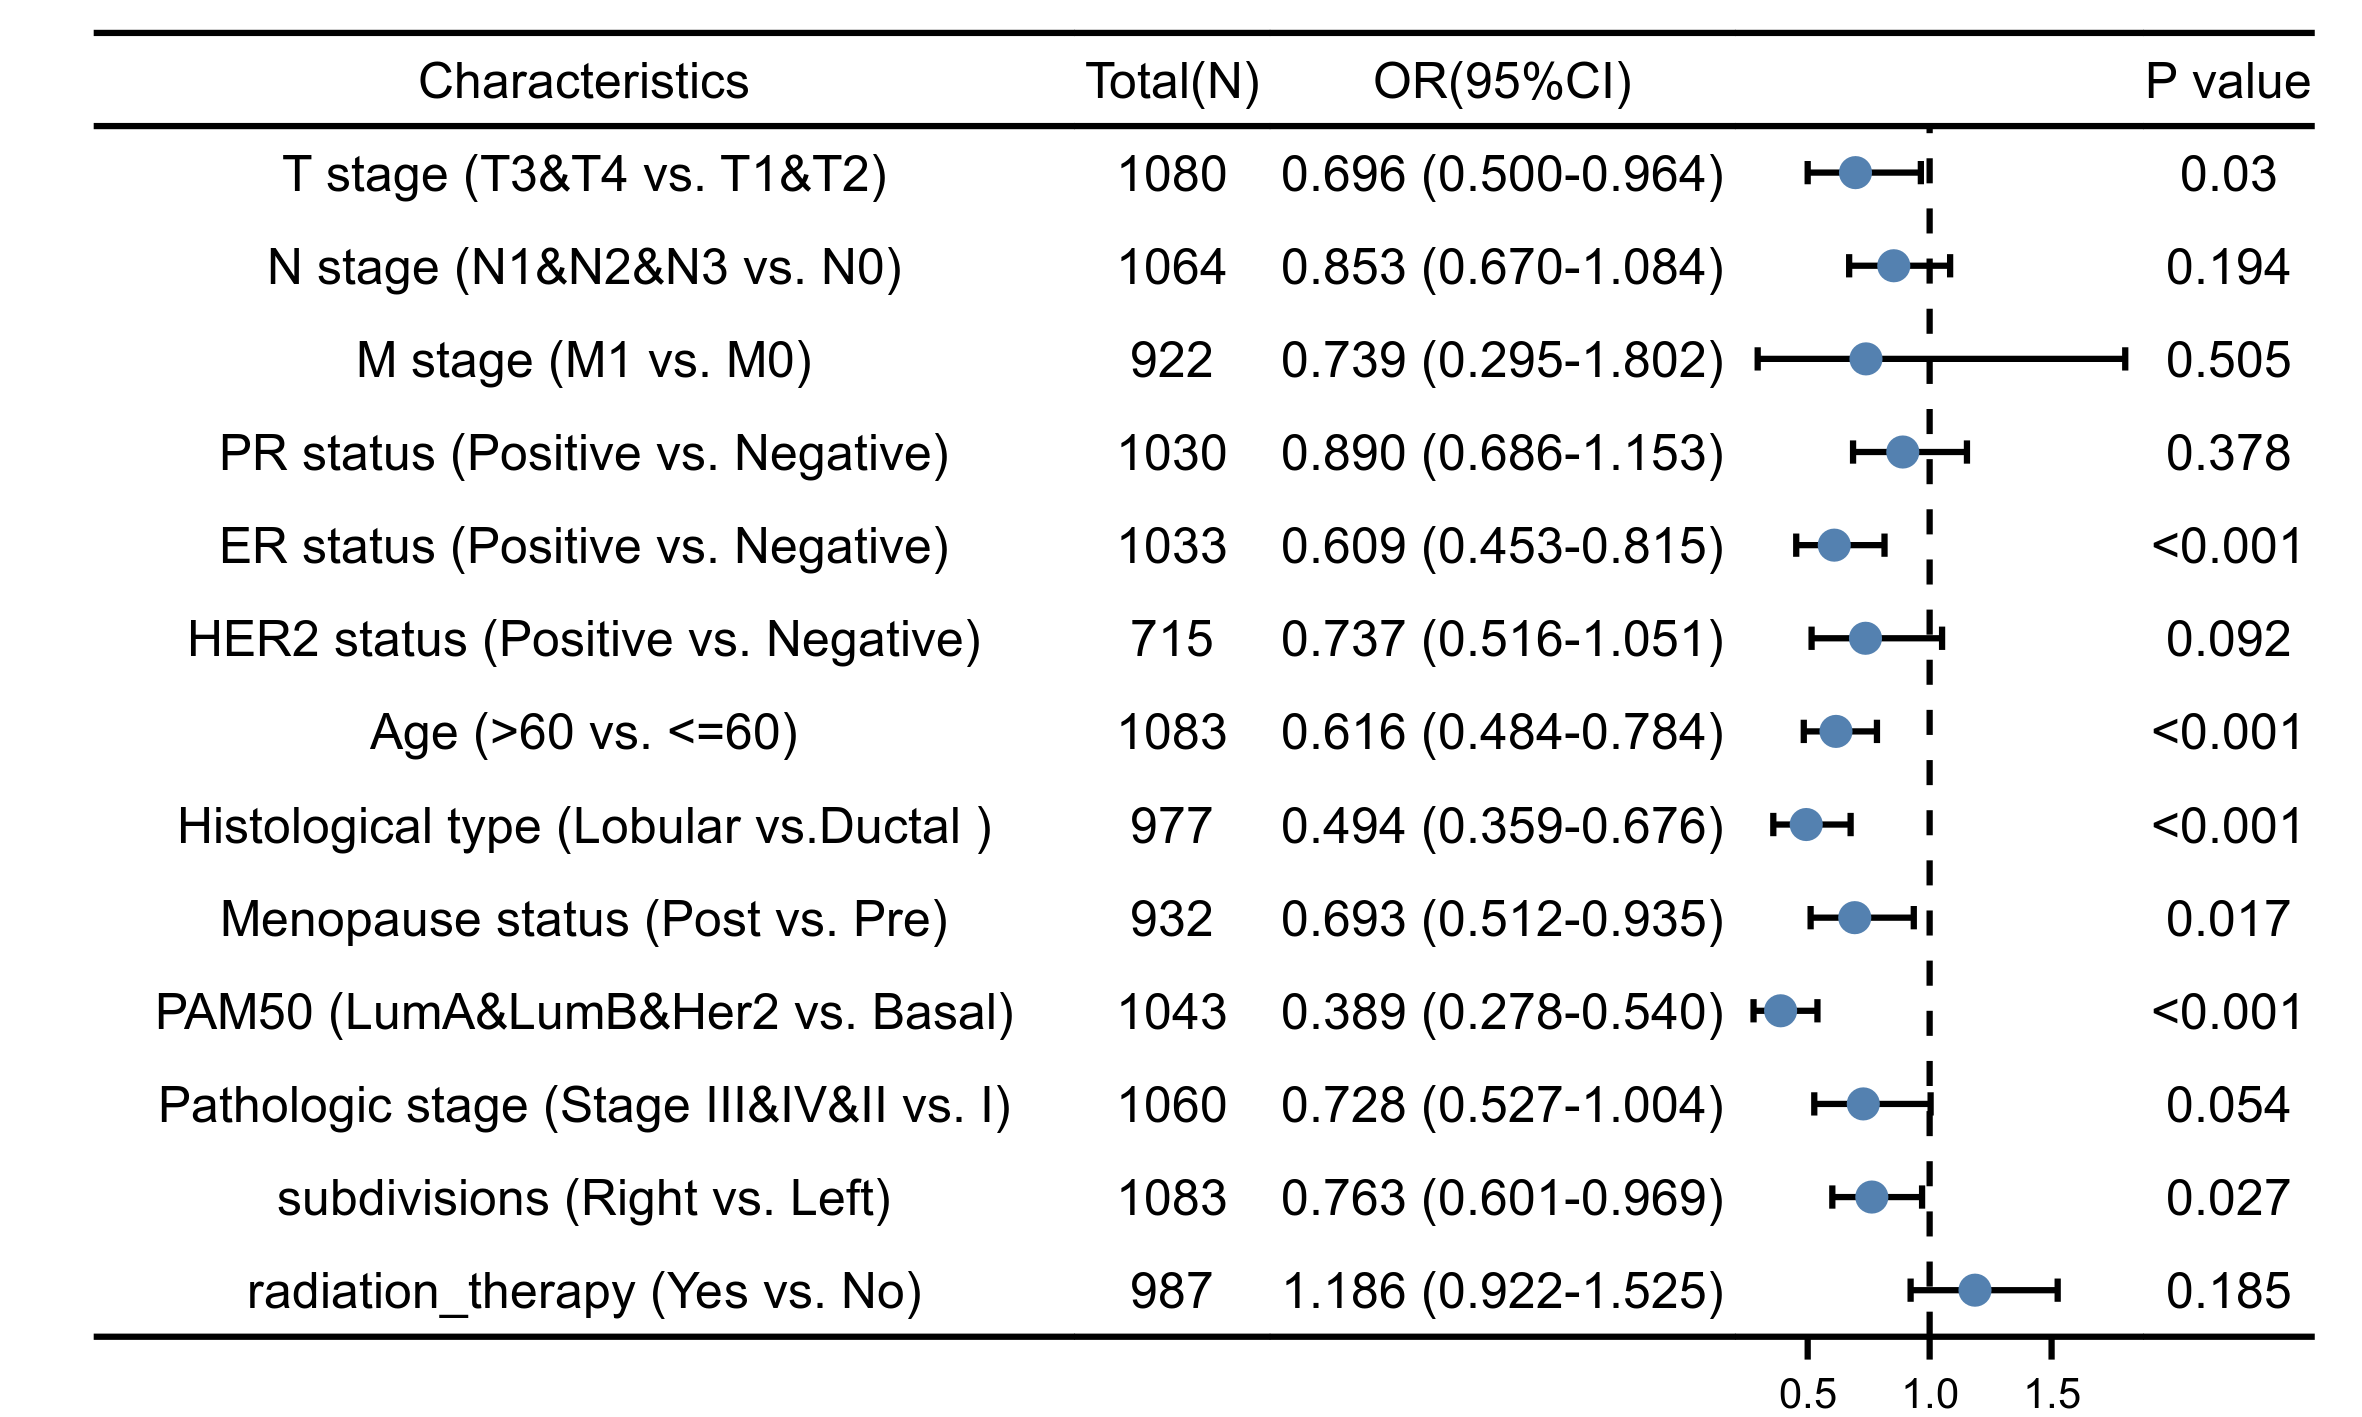 Characteristics Total(N) OR(95%CI) P value
T stage (T3&T4 vs. T1&T2) 1080 0.696 (0.500-0.964) 0.03
N stage (N1&N2&N3 vs. N0) 1064 0.853 (0.670-1.084) 0.194
M stage (M1 vs. M0) 922 0.739 (0.295-1.802) 0.505
PR status (Positive vs. Negative) 1030 0.890 (0.686-1.153) 0.378
ER status (Positive vs. Negative) 1033 0.609 (0.453-0.815) <0.001
HER2 status (Positive vs. Negative) 715 0.737 (0.516-1.051) 0.092
Age (>60 vs. <=60) 1083 0.616 (0.484-0.784) <0.001
Histological type (Lobular vs.Ductal ) 977 0.494 (0.359-0.676) <0.001
Menopause status (Post vs. Pre) 932 0.693 (0.512-0.935) 0.017
PAM50 (LumA&LumB&Her2 vs. Basal) 1043 0.389 (0.278-0.540) <0.001
Pathologic stage (Stage III&IV&II vs. I) 1060 0.728 (0.527-1.004) 0.054
subdivisions (Right vs. Left) 1083 0.763 (0.601-0.969) 0.027
radiation_therapy (Yes vs. No) 987 1.186 (0.922-1.525) 0.185
0.5 1.0 1.5